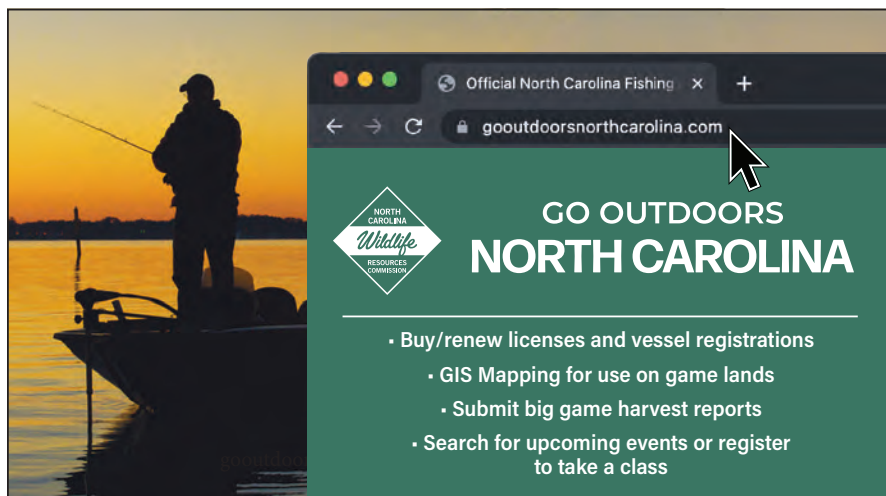 Official North Carolina Fishing
gooutdoorsnorthcarolina.com
NORTH
CAROLINA
Wildlife
RESOURCES
COMMISSION
GO OUTDOORS
NORTH CAROLINA
▪ Buy/renew licenses and vessel registrations
▪ GIS Mapping for use on game lands
▪ Submit big game harvest reports
▪ Search for upcoming events or register
to take a class